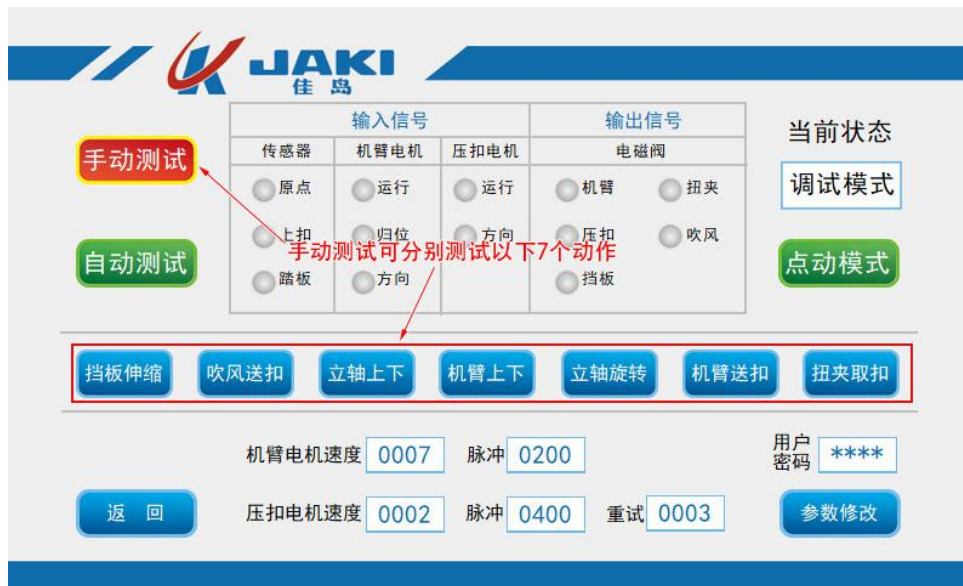 JAKI
佳岛
输入信号 输出信号
当前状态
手动测试
传感器 机臂电机 压扣电机 电磁阀
原点 运行 运行 机臂 扭夹
调试模式
上扣 归位 方向 压扣 吹风
手动测试可分别测试以下7个动作
自动测试
点动模式
踏板 方向 挡板
挡板伸缩 吹风送扣 立轴上下 机臂上下 立轴旋转 机臂送扣 扭夹取扣
机臂电机速度 0007 脉冲 0200
用户密码 ****
返 回
压扣电机速度 0002 脉冲 0400 重试 0003
参数修改